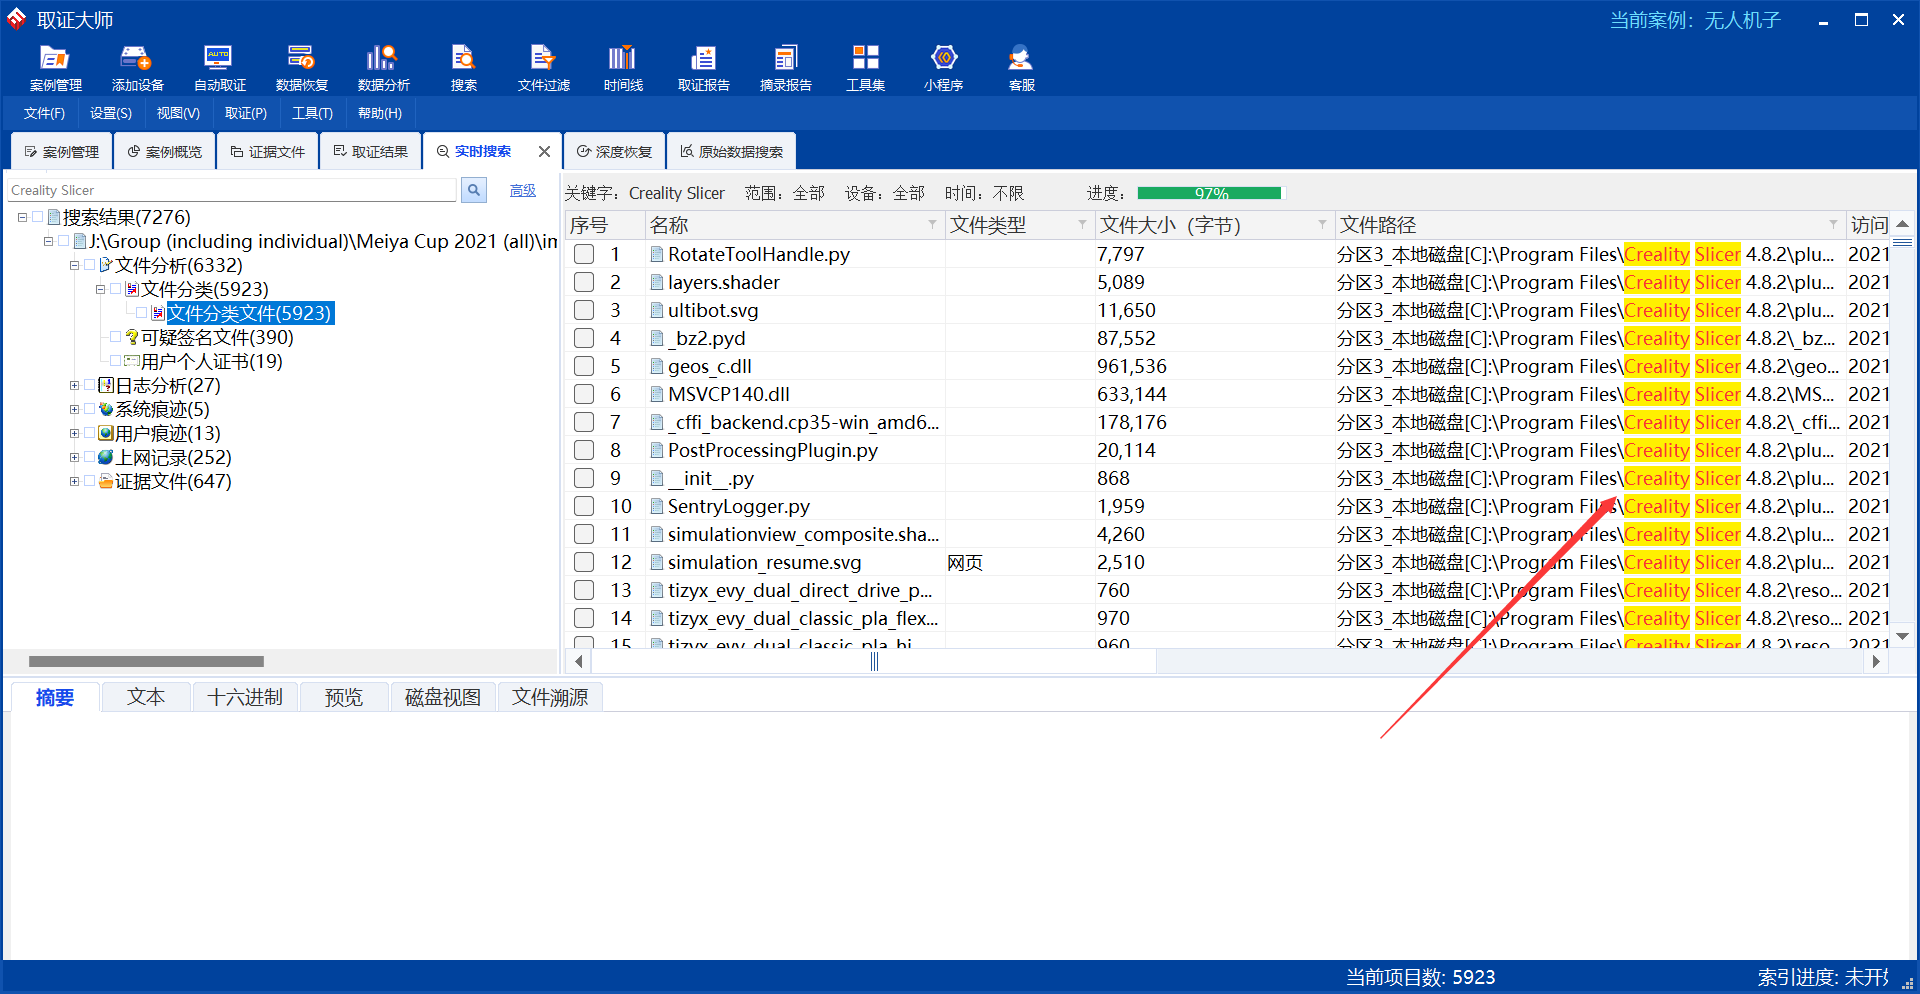 取证大师
当前案例：无人机子
案例管理 添加设备 自动取证 数据恢复 数据分析 搜索 文件过滤 时间线 取证报告 摘录报告 工具集 小程序 客服
文件(F) 设置(S) 视图(V) 取证(P) 工具(T) 帮助(H)
案例管理 案例概览 证据文件 取证结果 实时搜索 深度恢复 原始数据搜索
Creality Slicer 高级
搜索结果(7276)
J:\Group (including individual)\Meiya Cup 2021 (all)\im
文件分析(6332)
文件分类(5923)
文件分类文件(5923)
可疑签名文件(390)
用户个人证书(19)
日志分析(27)
系统痕迹(5)
用户痕迹(13)
上网记录(252)
证据文件(647)
关键字：Creality Slicer 范围：全部 设备：全部 时间：不限 进度：97%
序号 名称 文件类型 文件大小（字节） 文件路径 访问
1 RotateToolHandle.py 7,797 分区3_本地磁盘[C]:\Program Files\Creality Slicer 4.8.2\plu... 2021
2 layers.shader 5,089 分区3_本地磁盘[C]:\Program Files\Creality Slicer 4.8.2\plu... 2021
3 ultibot.svg 11,650 分区3_本地磁盘[C]:\Program Files\Creality Slicer 4.8.2\plu... 2021
4 _bz2.pyd 87,552 分区3_本地磁盘[C]:\Program Files\Creality Slicer 4.8.2\_bz... 2021
5 geos_c.dll 961,536 分区3_本地磁盘[C]:\Program Files\Creality Slicer 4.8.2\geo... 2021
6 MSVCP140.dll 633,144 分区3_本地磁盘[C]:\Program Files\Creality Slicer 4.8.2\MS... 2021
7 _cffi_backend.cp35-win_amd6... 178,176 分区3_本地磁盘[C]:\Program Files\Creality Slicer 4.8.2\_cffi... 2021
8 PostProcessingPlugin.py 20,114 分区3_本地磁盘[C]:\Program Files\Creality Slicer 4.8.2\plu... 2021
9 __init__.py 868 分区3_本地磁盘[C]:\Program Files\Creality Slicer 4.8.2\plu... 2021
10 SentryLogger.py 1,959 分区3_本地磁盘[C]:\Program Files\Creality Slicer 4.8.2\plu... 2021
11 simulationview_composite.sha... 4,260 分区3_本地磁盘[C]:\Program Files\Creality Slicer 4.8.2\plu... 2021
12 simulation_resume.svg 网页 2,510 分区3_本地磁盘[C]:\Program Files\Creality Slicer 4.8.2\plu... 2021
13 tizyx_evy_dual_direct_drive_p... 760 分区3_本地磁盘[C]:\Program Files\Creality Slicer 4.8.2\reso... 2021
14 tizyx_evy_dual_classic_pla_flex... 970 分区3_本地磁盘[C]:\Program Files\Creality Slicer 4.8.2\reso... 2021
15 tizyx_evy_dual_classic_pla_hi... 960 分区3_本地磁盘[C]:\Program Files\Creality Slicer 4.8.2\reso... 2021
摘要 文本 十六进制 预览 磁盘视图 文件溯源
当前项目数: 5923
索引进度: 未开